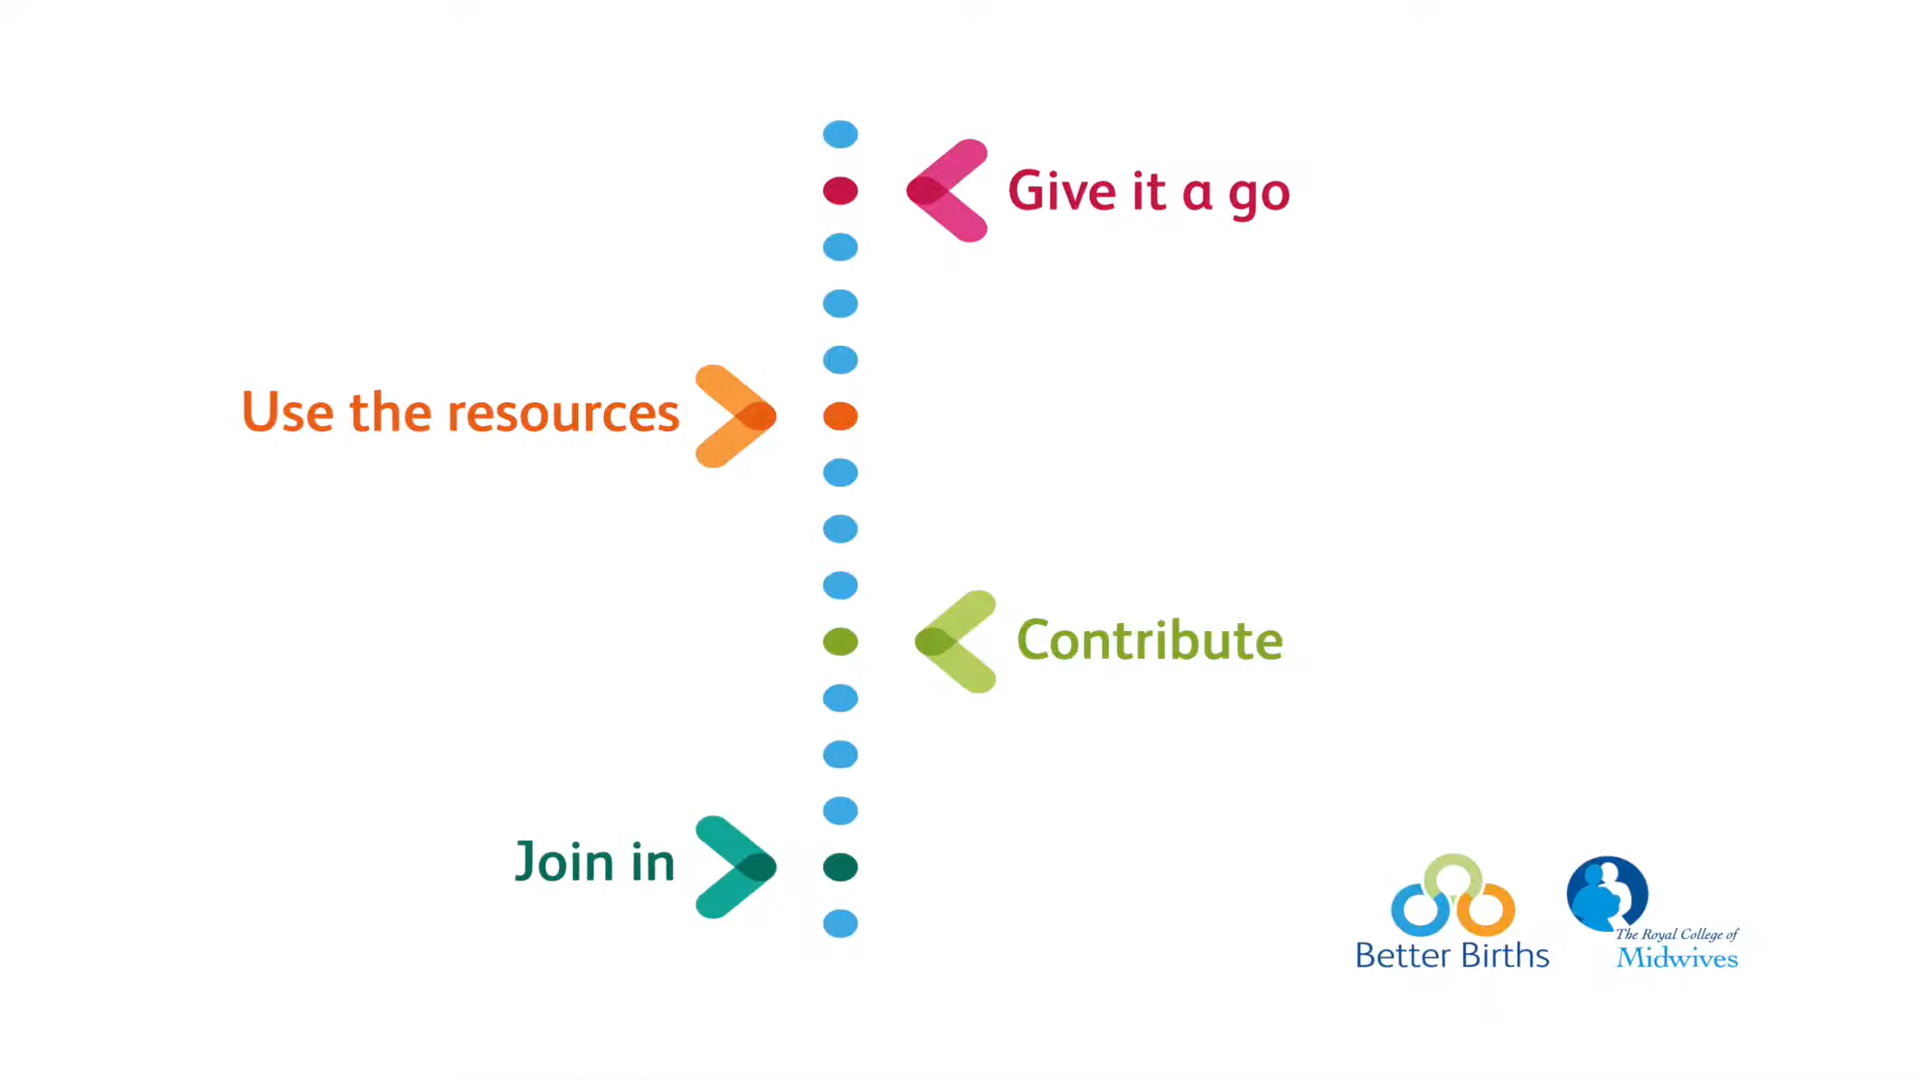 Give it a go
Use the resources
Contribute
Join in
Better Births
The Royal College of
Midwives